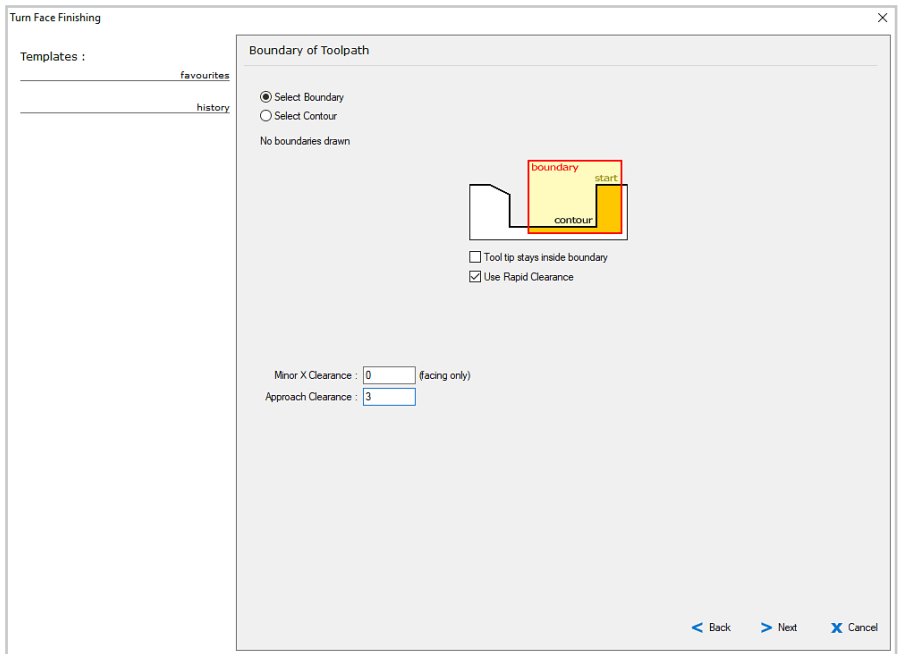 Turn Face Finishing
Templates :
favourites
history
Boundary of Toolpath
Select Boundary
Select Contour
No boundaries drawn
boundary
start
contour
Tool tip stays inside boundary
Use Rapid Clearance
Minor X Clearance : 0 (facing only)
Approach Clearance : 3
< Back > Next X Cancel